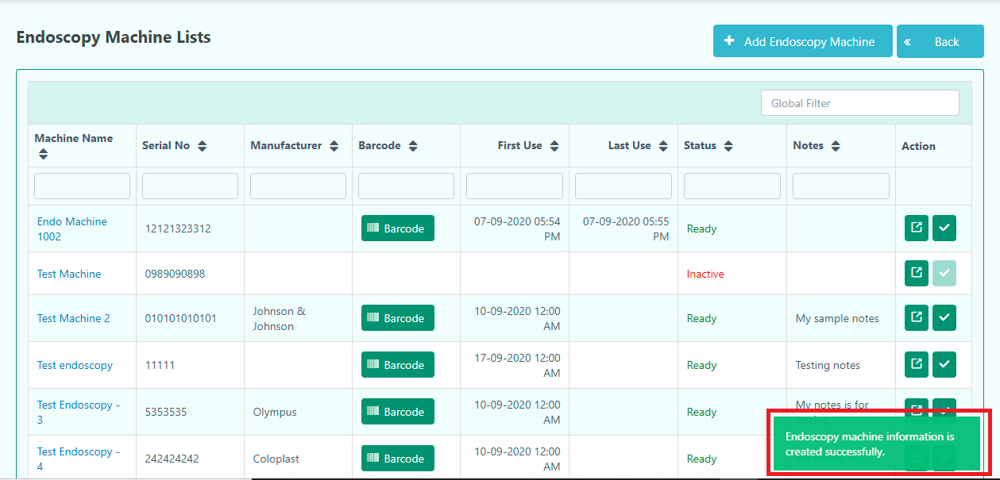 Endoscopy Machine Lists
Add Endoscopy Machine
Back
Global Filter
Machine Name
Serial No
Manufacturer
Barcode
First Use
Last Use
Status
Notes
Action
Endo Machine
1002
12121323312
Barcode
07-09-2020 05:54
PM
07-09-2020 05:55
PM
Ready
Test Machine
0989090898
Inactive
Test Machine 2
010101010101
Johnson &
Johnson
Barcode
10-09-2020 12:00
AM
Ready
My sample notes
Test endoscopy
11111
Barcode
17-09-2020 12:00
AM
Ready
Testing notes
Test Endoscopy -
3
5353535
Olympus
Barcode
10-09-2020 12:00
AM
Ready
My notes is for
Test Endoscopy -
4
242424242
Coloplast
Barcode
10-09-2020 12:00
AM
Ready
Endoscopy machine information is
created successfully.